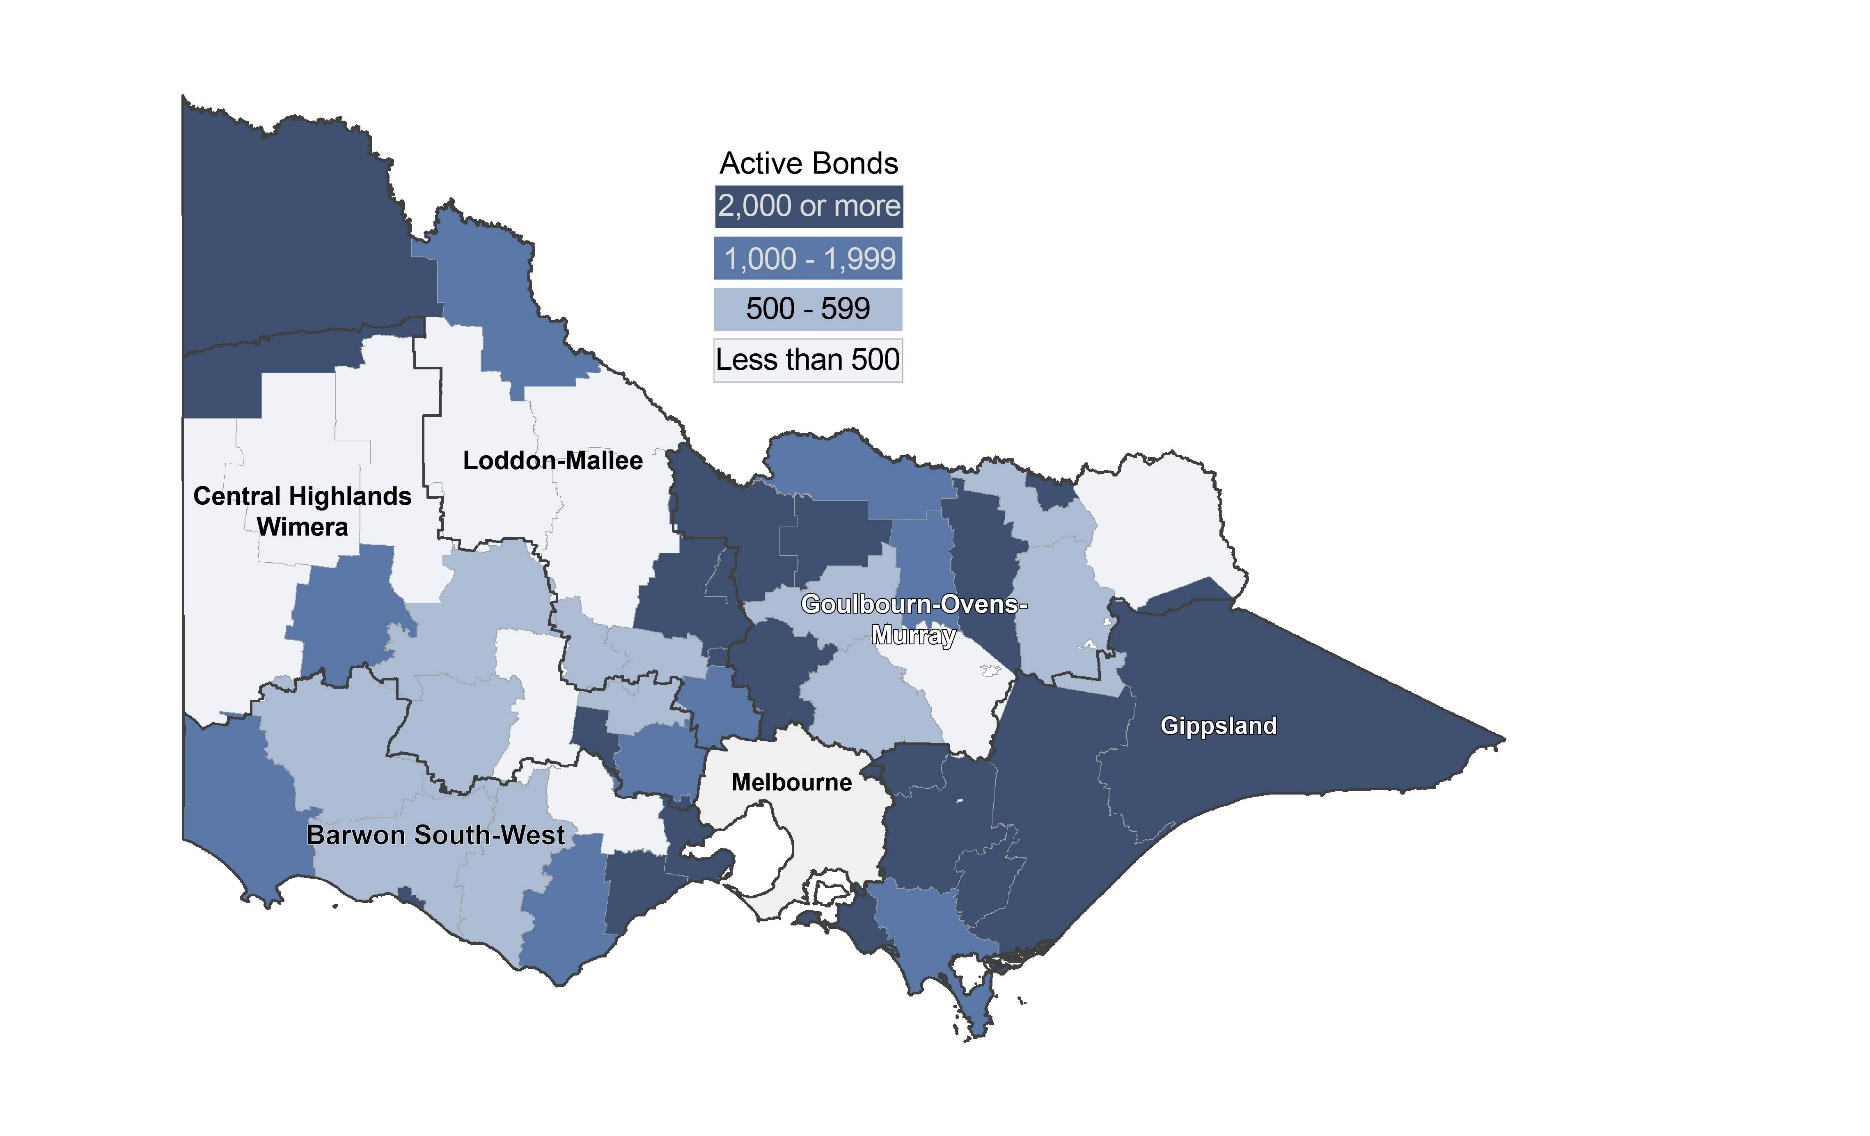 Active Bonds
2,000 or more
1,000 - 1,999
500 - 599
Less than 500
Loddon-Mallee
Central Highlands
Wimera
Goulbourn-Ovens-
Murray
Gippsland
Melbourne
Barwon South-West